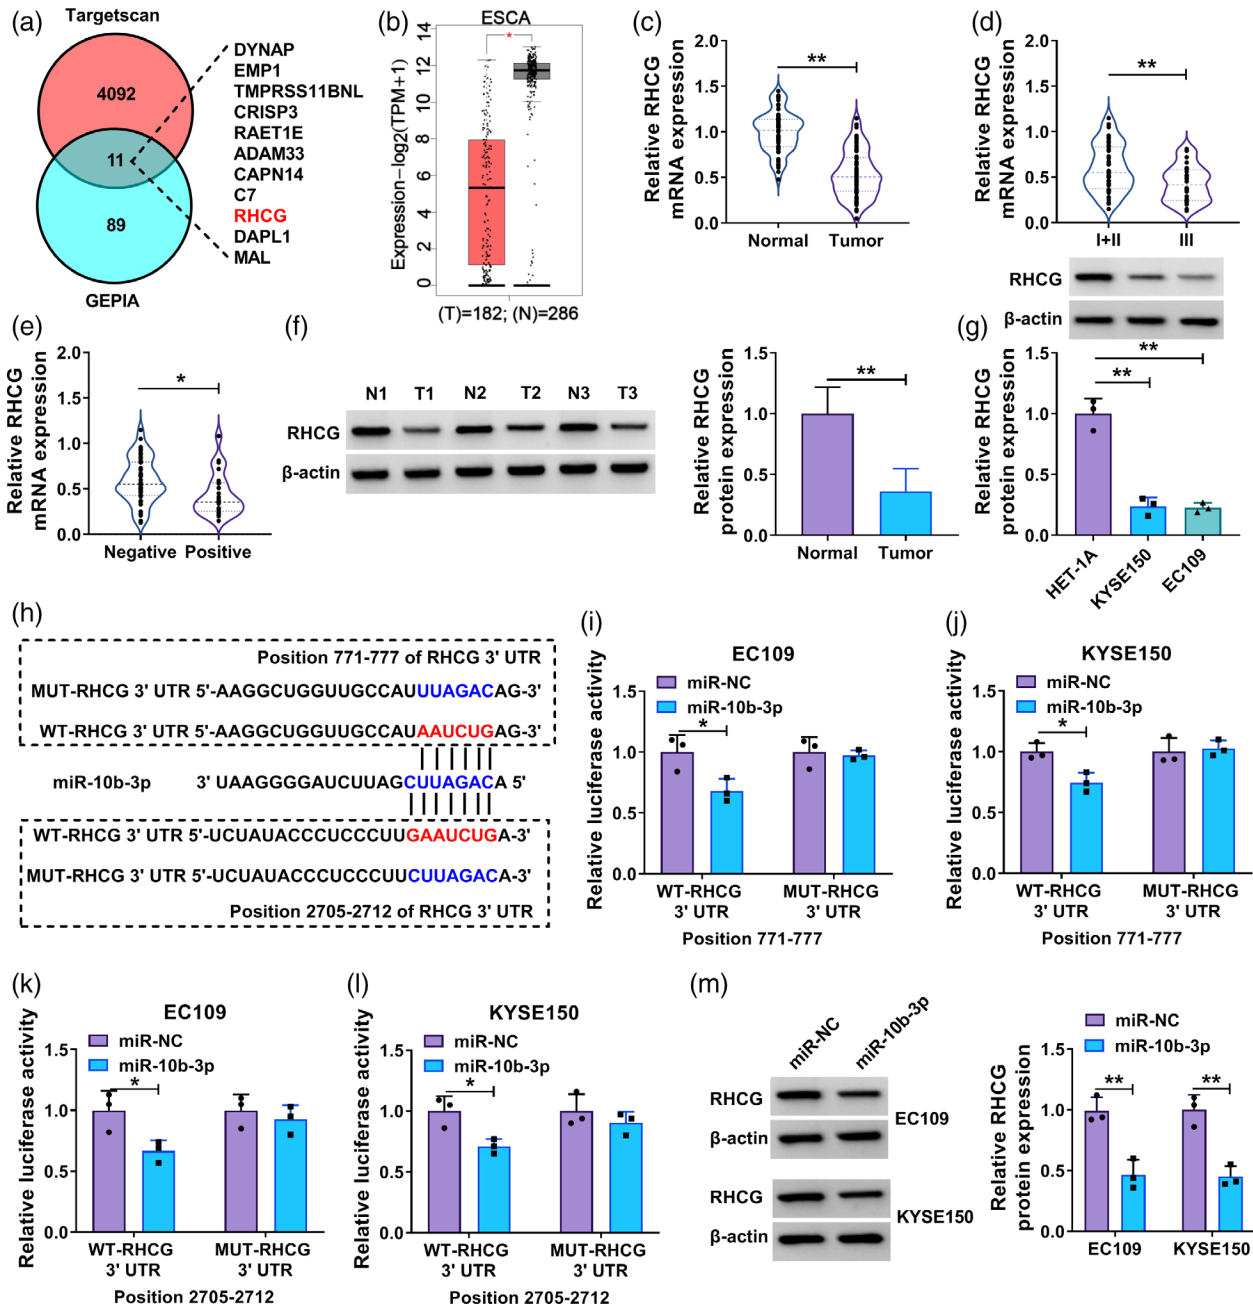 (a)
Targetscan
4092
11
89
GEPIA
DYNAP
EMP1
TMPRSS11BNL
CRISP3
RAET1E
ADAM33
CAPN14
C7
RHCG
DAPL1
MAL
(b)
ESCA
*
Expression-log2(TPM+1)
14
12
10
8
6
4
2
0
(T)=182; (N)=286
(c)
Relative RHCG
mRNA expression
2.0
1.5
1.0
0.5
0.0
**
Normal Tumor
(d)
Relative RHCG
mRNA expression
2.0
1.5
1.0
0.5
0.0
**
I+II III
(e)
Relative RHCG
mRNA expression
2.0
1.5
1.0
0.5
0.0
*
Negative Positive
(f)
N1 T1 N2 T2 N3 T3
RHCG
β-actin
Relative RHCG
protein expression
1.5
1.0
0.5
0.0
**
Normal Tumor
RHCG
β-actin
(g)
Relative RHCG
protein expression
1.5
1.0
0.5
0.0
**
**
HET-1A
KYSE150
EC109
(h)
Position 771-777 of RHCG 3' UTR
MUT-RHCG 3' UTR 5'-AAGGCUGGUUGCCAUUUAGACAG-3'
WT-RHCG 3' UTR 5'-AAGGCUGGUUGCCAUAAUCUGAG-3'
miR-10b-3p 3' UAAGGGGAUCUUAGCUUAGACA 5'
WT-RHCG 3' UTR 5'-UCUAUACCCUCCCUUGAAUCUGA-3'
MUT-RHCG 3' UTR 5'-UCUAUACCCUCCCUUCUUAGACA-3'
Position 2705-2712 of RHCG 3' UTR
(i)
EC109
miR-NC
miR-10b-3p
Relative luciferase activity
1.5
1.0
0.5
0.0
*
WT-RHCG MUT-RHCG
3' UTR 3' UTR
Position 771-777
(j)
KYSE150
miR-NC
miR-10b-3p
Relative luciferase activity
1.5
1.0
0.5
0.0
*
WT-RHCG MUT-RHCG
3' UTR 3' UTR
Position 771-777
(k)
EC109
miR-NC
miR-10b-3p
Relative luciferase activity
1.5
1.0
0.5
0.0
*
WT-RHCG MUT-RHCG
3' UTR 3' UTR
Position 2705-2712
(l)
KYSE150
miR-NC
miR-10b-3p
Relative luciferase activity
1.5
1.0
0.5
0.0
*
WT-RHCG MUT-RHCG
3' UTR 3' UTR
Position 2705-2712
(m)
miR-NC
miR-10b-3p
RHCG
β-actin
EC109
RHCG
β-actin
KYSE150
miR-NC
miR-10b-3p
Relative RHCG
protein expression
1.5
1.0
0.5
0.0
**
**
EC109 KYSE150